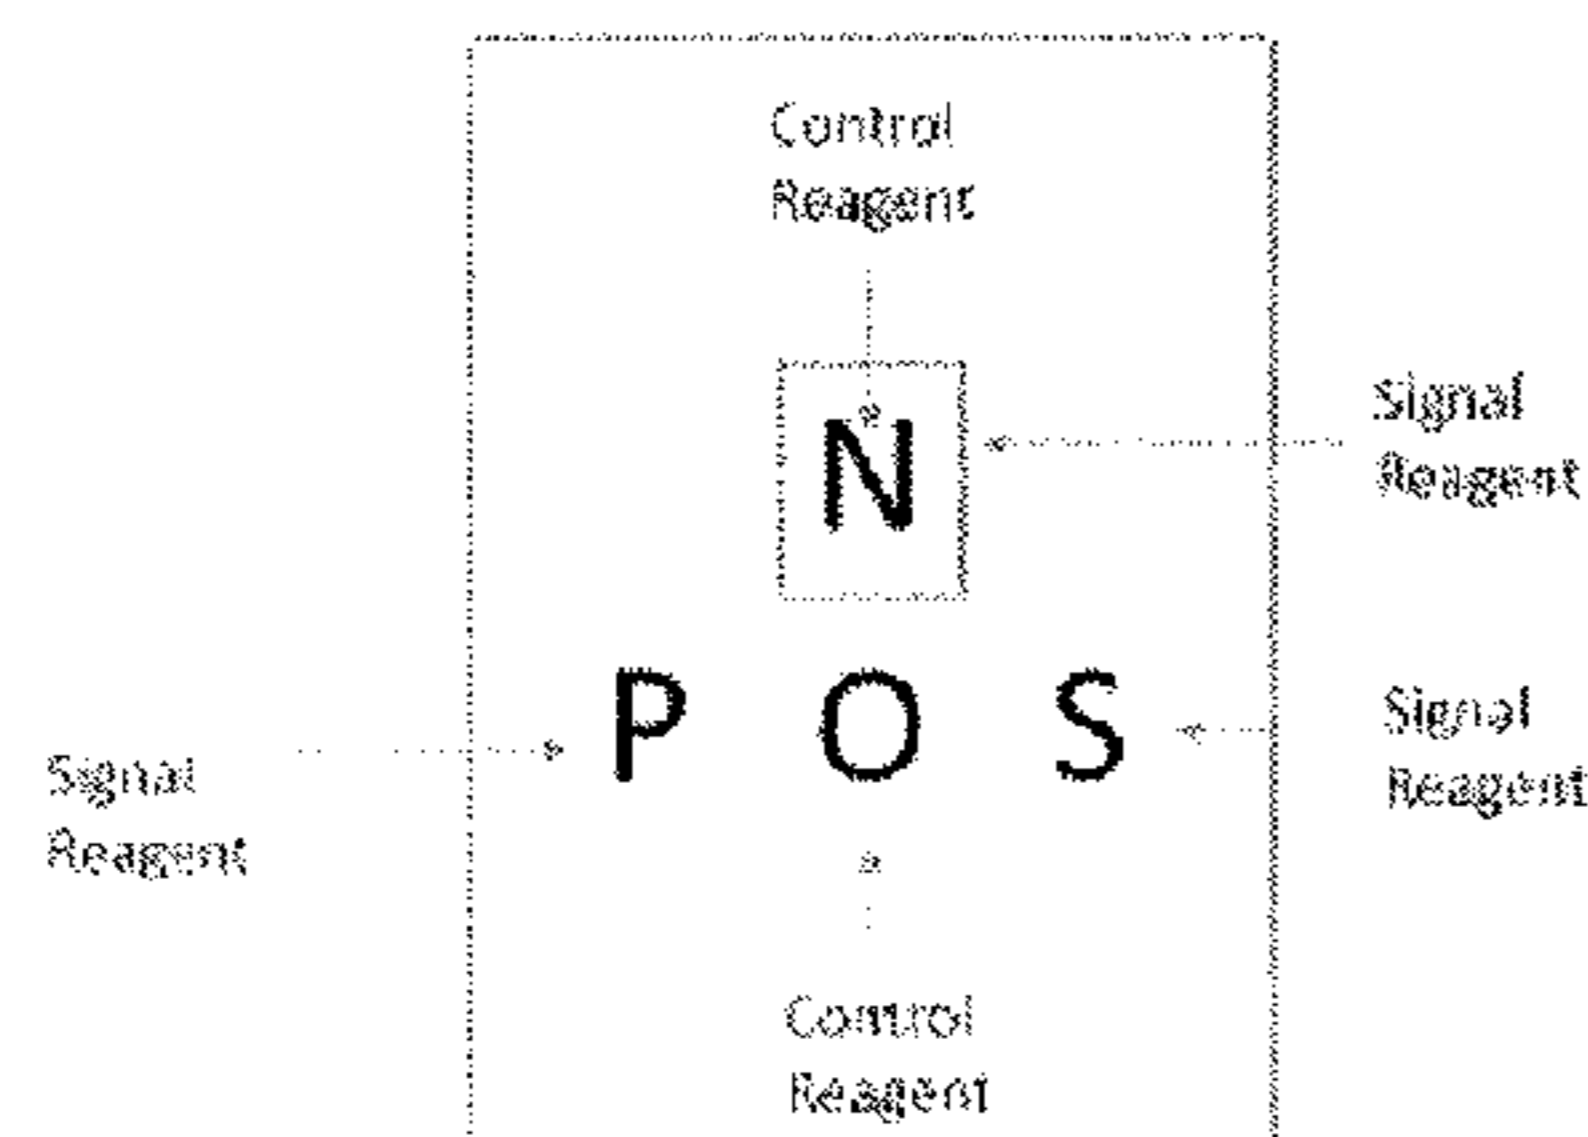 Control
Reagent
N
Signal
Reagent
P O S
Signal
Reagent
Signal
Reagent
Control
Reagent